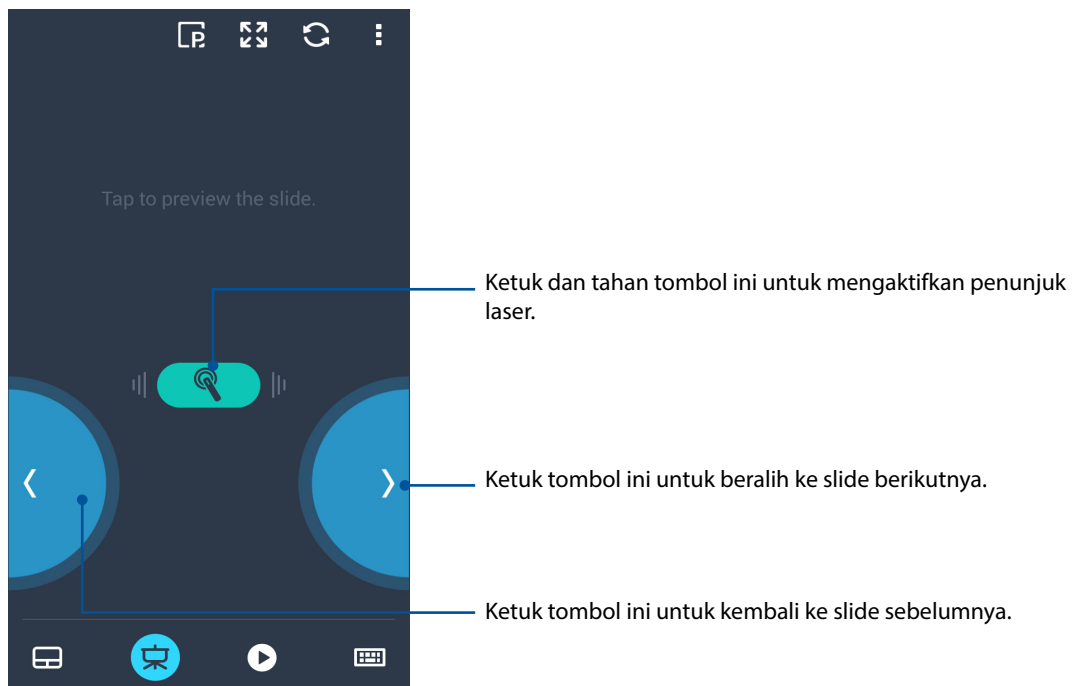 P
Tap to preview the slide.
Ketuk dan tahan tombol ini untuk mengaktifkan penunjuk
laser.
Ketuk tombol ini untuk beralih ke slide berikutnya.
Ketuk tombol ini untuk kembali ke slide sebelumnya.